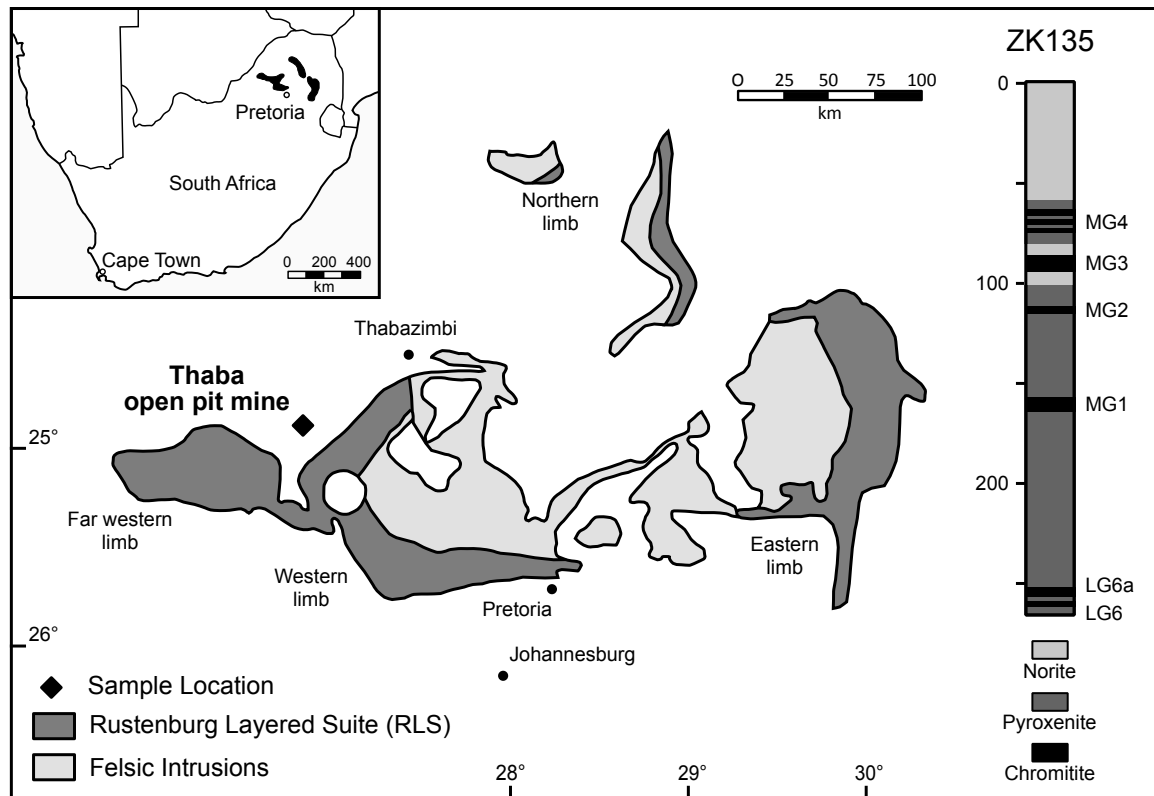 Pretoria
South Africa
Cape Town
0 200 400
km
0 25 50 75 100
km
Northern
limb
Thabazimbi
Thaba
open pit mine
25°
Far western
limb
Western
limb
Eastern
limb
Pretoria
26°
Johannesburg
Sample Location
Rustenburg Layered Suite (RLS)
Felsic Intrusions
28°
29°
30°
ZK135
0
MG4
MG3
100
MG2
MG1
200
LG6a
LG6
Norite
Pyroxenite
Chromitite